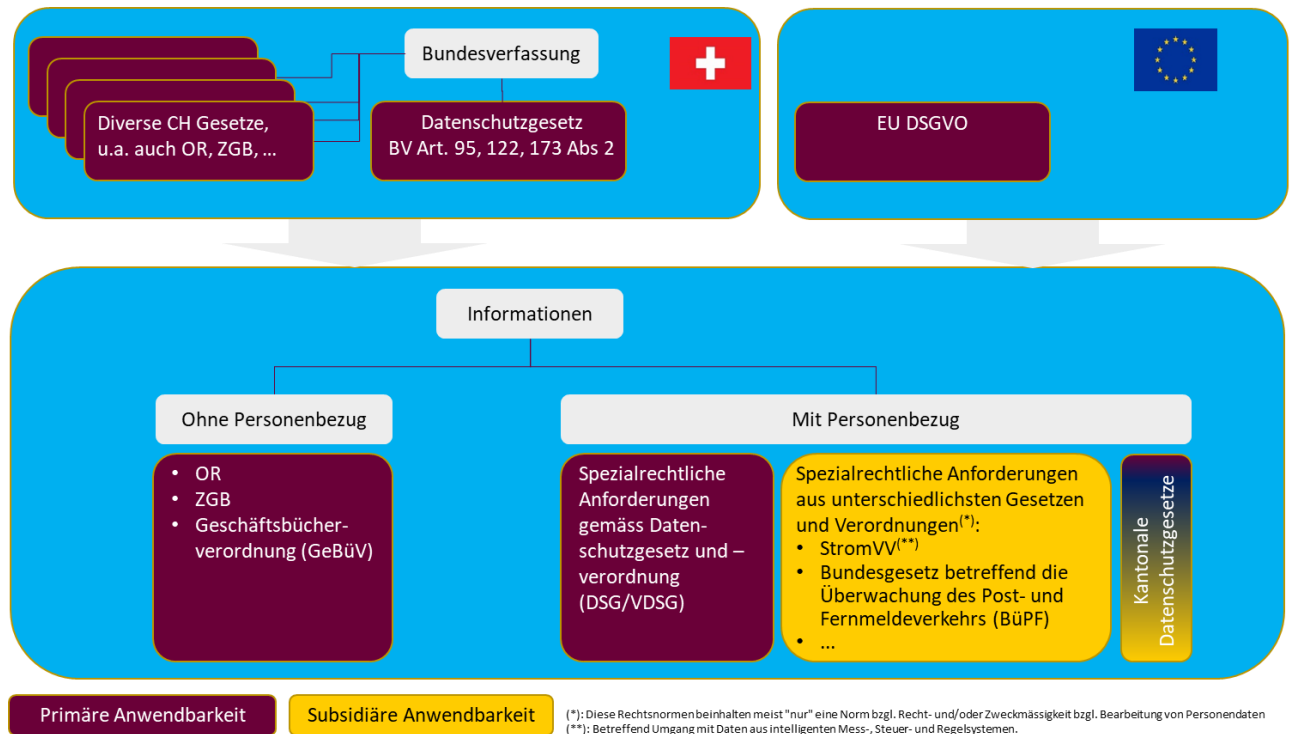 Bundesverfassung
Diverse CH Gesetze,
u.a. auch OR, ZGB, ...
Datenschutzgesetz
BV Art. 95, 122, 173 Abs 2
EU DSGVO
Informationen
Ohne Personenbezug
Mit Personenbezug
• OR
• ZGB
• Geschäftsbücher-
verordnung (GeBüV)
Spezialrechtliche
Anforderungen
gemäss Daten-
schutzgesetz und –
verordnung
(DSG/VDSG)
Spezialrechtliche Anforderungen
aus unterschiedlichsten Gesetzen
und Verordnungen(*):
• StromVV(**)
• Bundesgesetz betreffend die
Überwachung des Post- und
Fernmeldeverkehrs (BüPF)
• ...
Kantonale
Datenschutzgesetze
Primäre Anwendbarkeit
Subsidiäre Anwendbarkeit
(*): Diese Rechtsnormen beinhalten meist "nur" eine Norm bzgl. Recht- und/oder Zweckmässigkeit bzgl. Bearbeitung von Personendaten
(**): Betreffend Umgang mit Daten aus intelligenten Mess-, Steuer- und Regelsystemen.